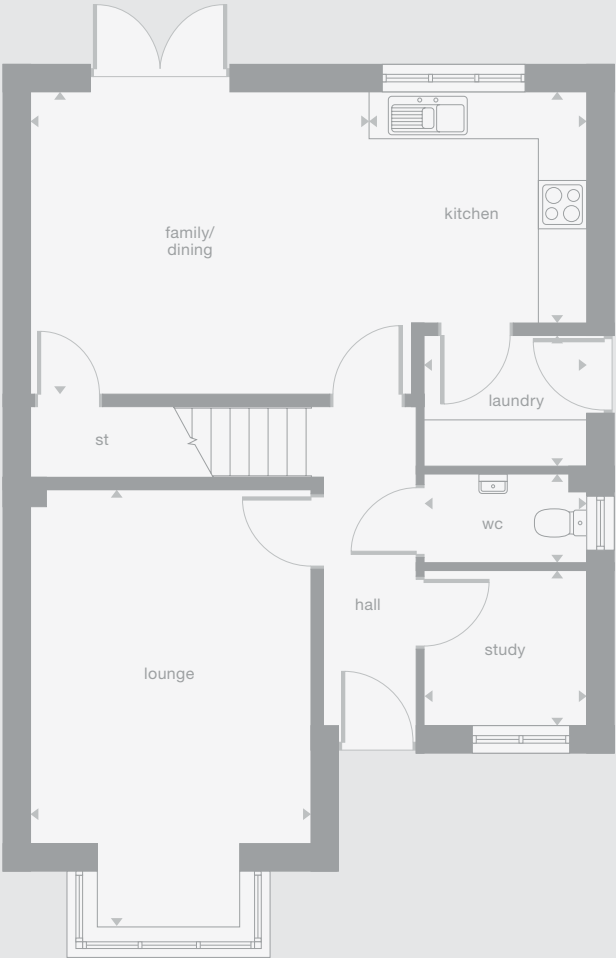 family/
dining
kitchen
laundry
st
wc
hall
study
lounge